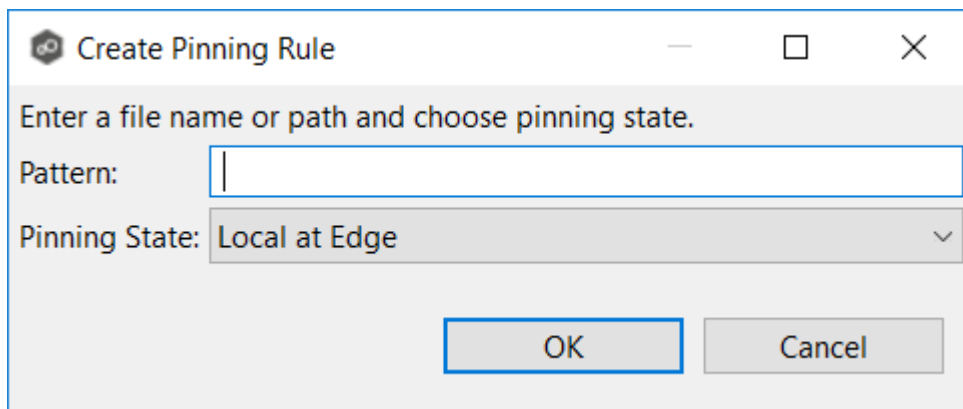 Create Pinning Rule
Enter a file name or path and choose pinning state.
Pattern:
Pinning State: Local at Edge
OK Cancel